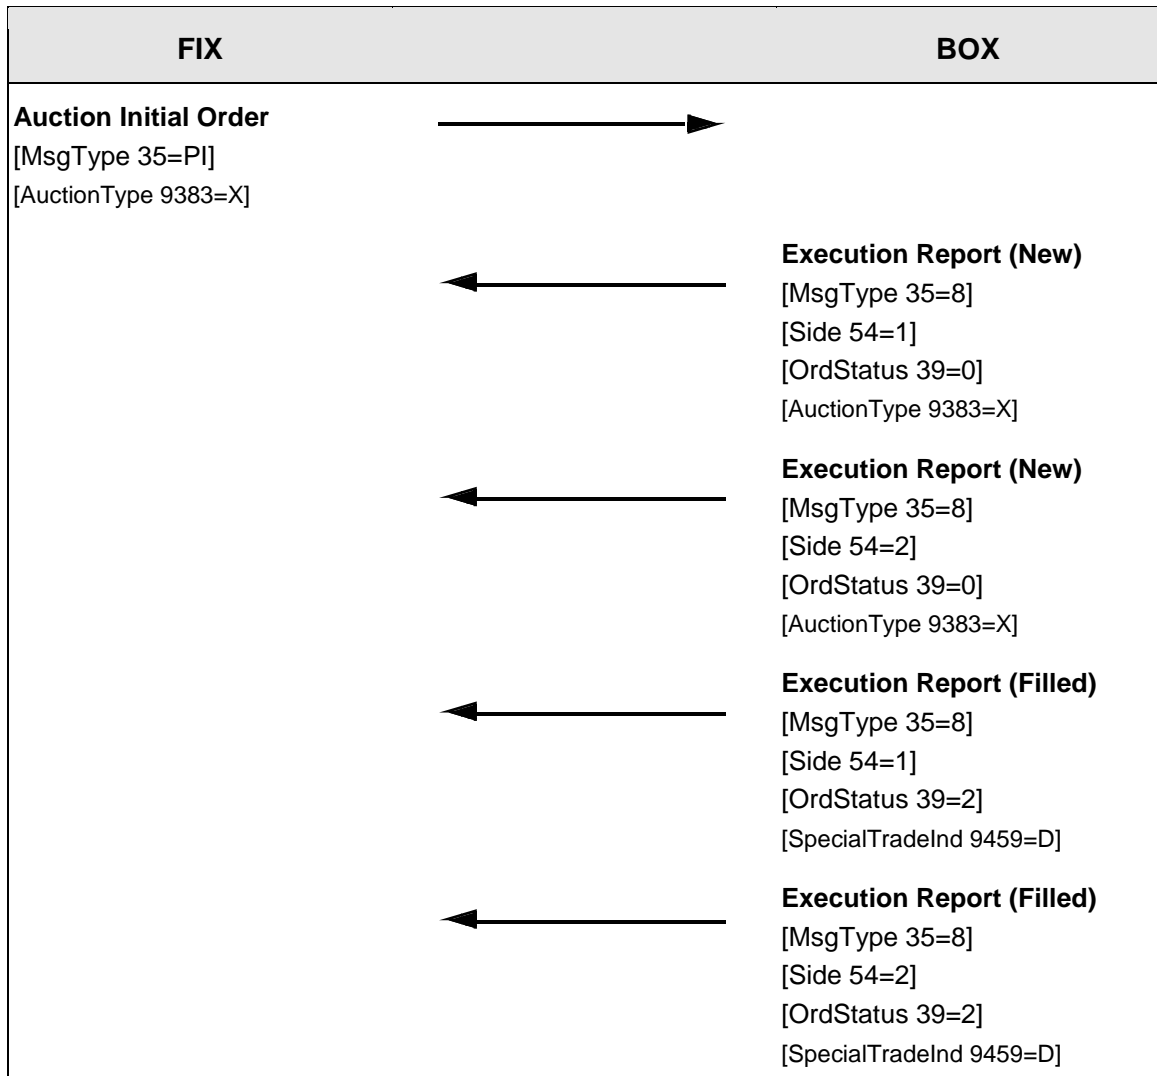 FIX
BOX
Auction Initial Order
[MsgType 35=PI]
[AuctionType 9383=X]
Execution Report (New)
[MsgType 35=8]
[Side 54=1]
[OrdStatus 39=0]
[AuctionType 9383=X]
Execution Report (New)
[MsgType 35=8]
[Side 54=2]
[OrdStatus 39=0]
[AuctionType 9383=X]
Execution Report (Filled)
[MsgType 35=8]
[Side 54=1]
[OrdStatus 39=2]
[SpecialTradeInd 9459=D]
Execution Report (Filled)
[MsgType 35=8]
[Side 54=2]
[OrdStatus 39=2]
[SpecialTradeInd 9459=D]